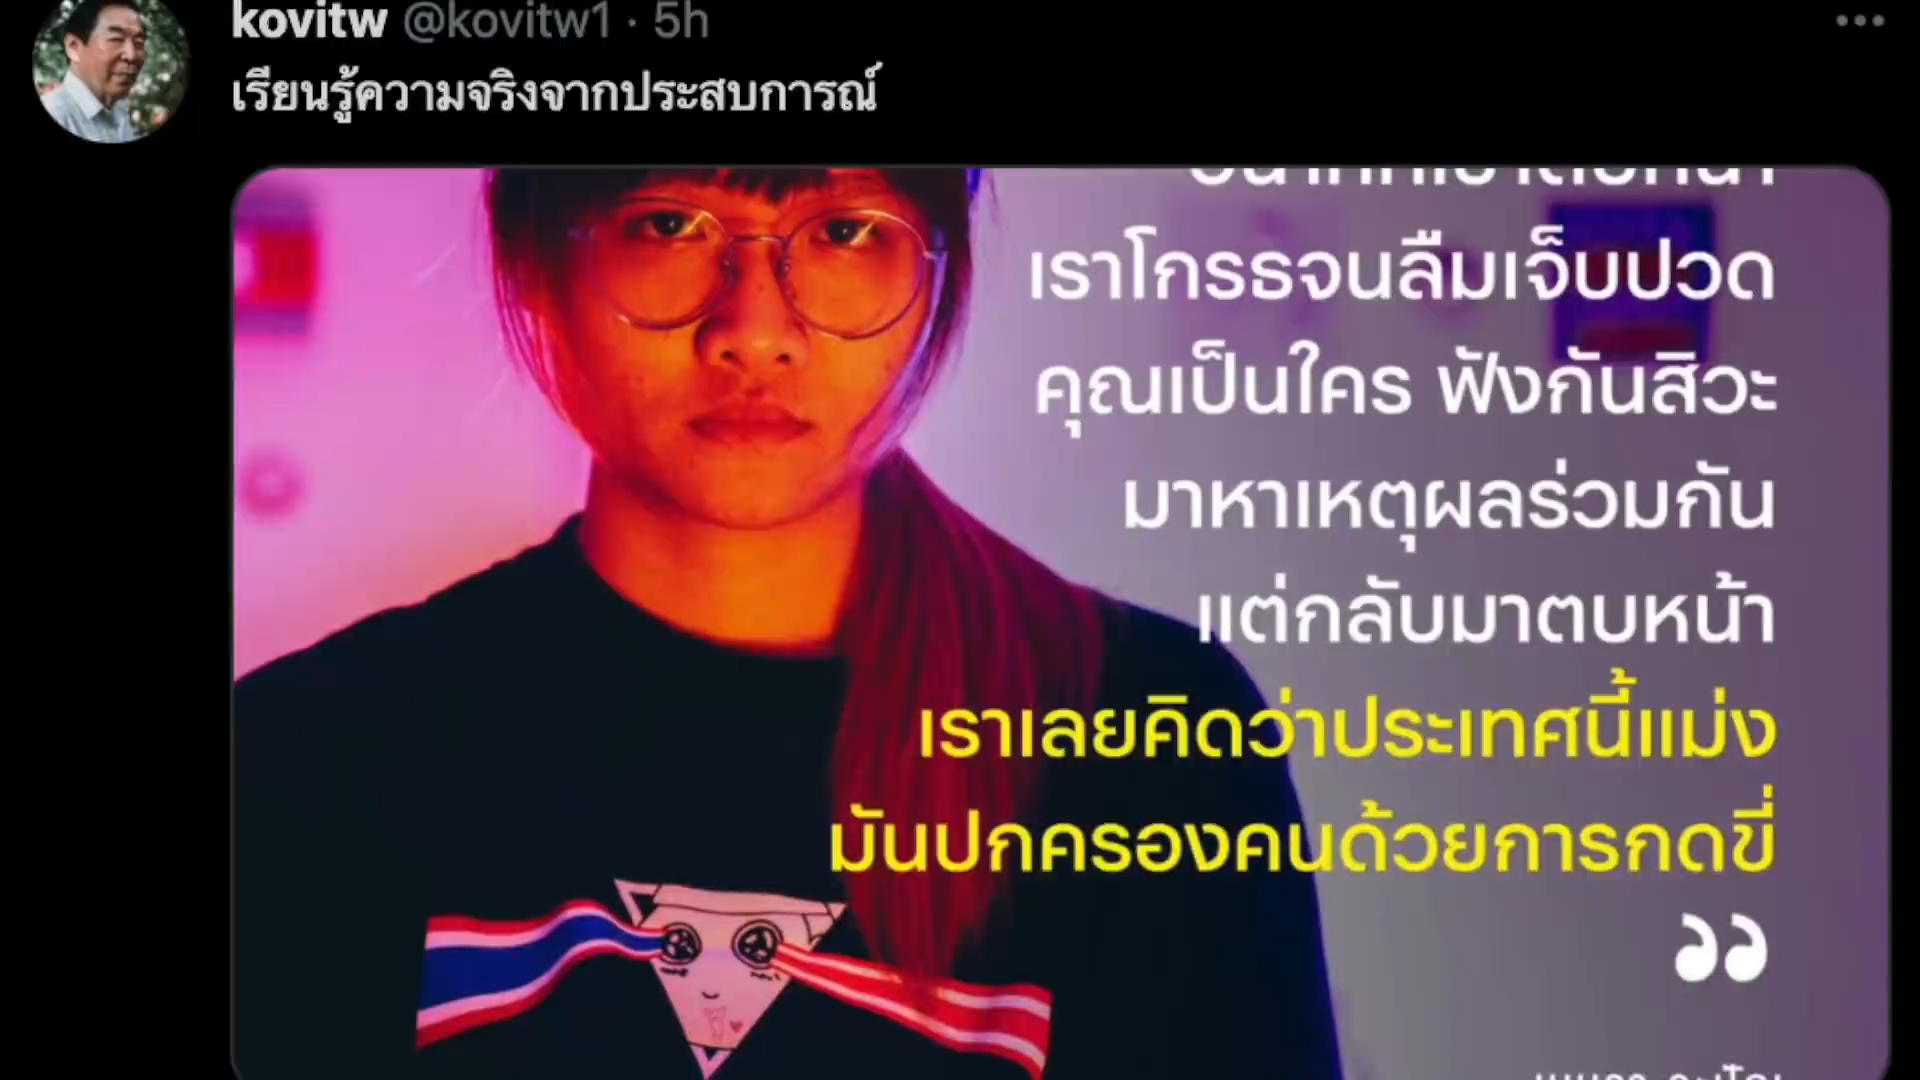 kovitw @kovitw1 · 5h
เรียนรู้ความจริงจากประสบการณ์
เราโกรธจนลืมเจ็บปวด
คุณเป็นใคร ฟังกันสิวะ
มาหาเหตุผลร่วมกัน
แต่กลับมาตบหน้า
เราเลยคิดว่าประเทศนี้แม่ง
มันปกครองคนด้วยการกดขี่